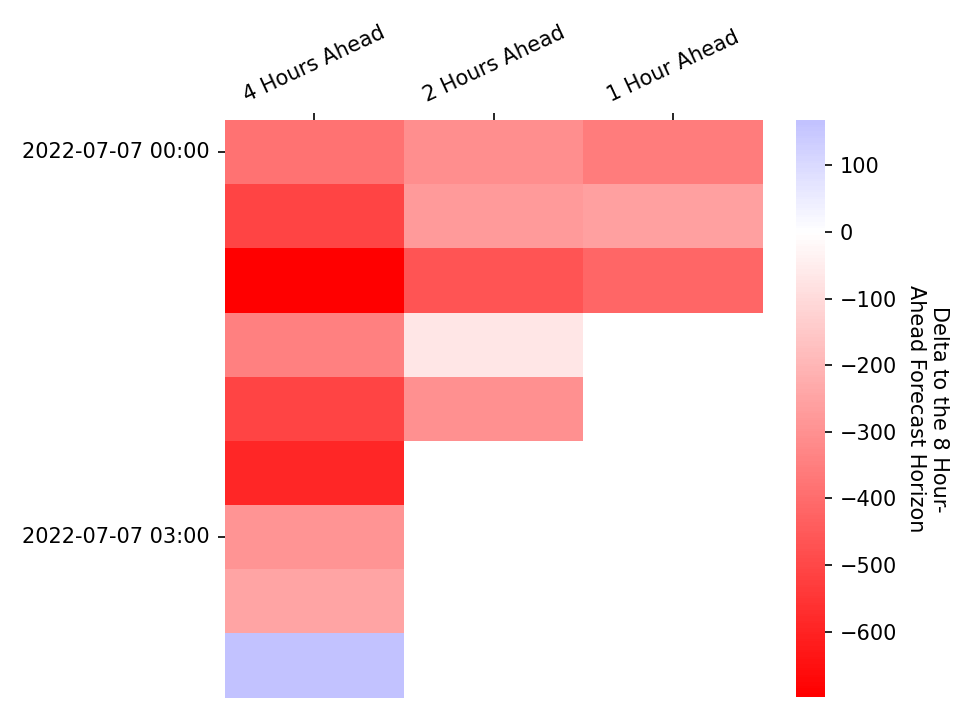 4 Hours Ahead
2 Hours Ahead
1 Hour Ahead
2022-07-07 00:00
2022-07-07 03:00
100
0
−100
−200
−300
−400
−500
−600
Delta to the 8 Hour-
Ahead Forecast Horizon